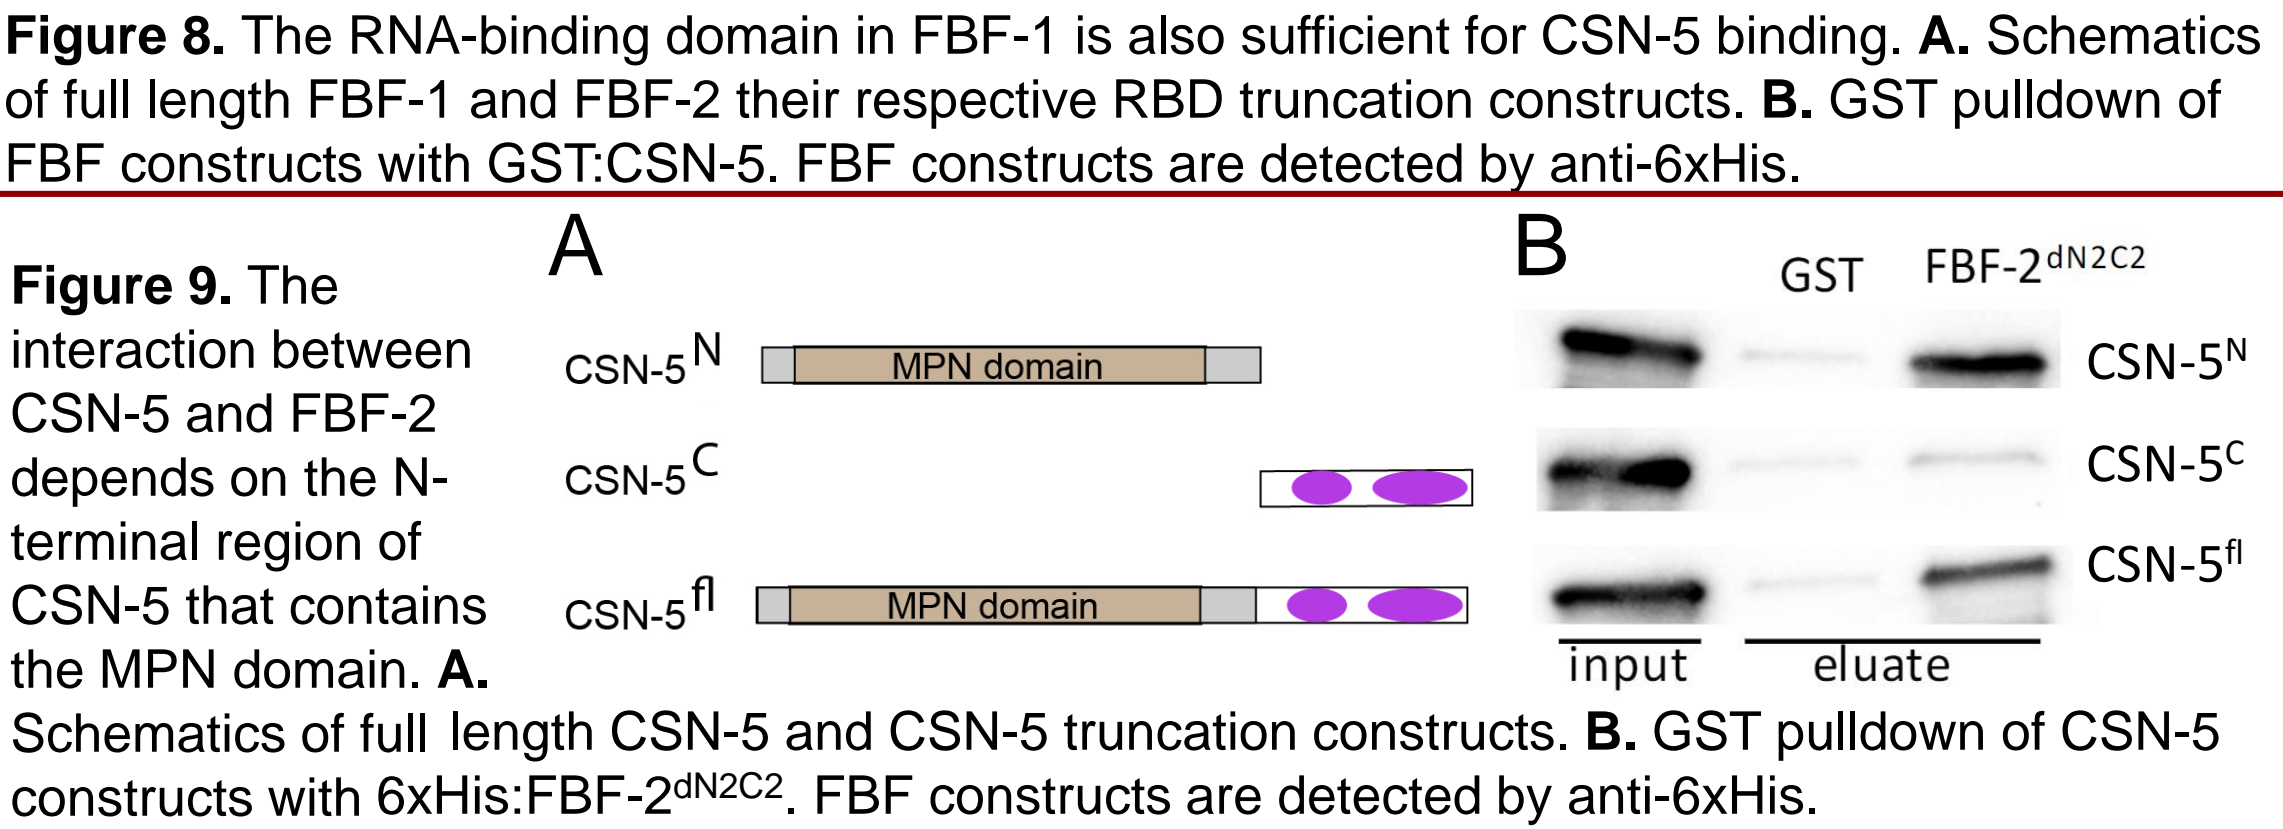 Figure 8. The RNA-binding domain in FBF-1 is also sufficient for CSN-5 binding. A. Schematics
of full length FBF-1 and FBF-2 their respective RBD truncation constructs. B. GST pulldown of
FBF constructs with GST:CSN-5. FBF constructs are detected by anti-6xHis.
Figure 9. The
interaction between
CSN-5 and FBF-2
depends on the N-
terminal region of
CSN-5 that contains
the MPN domain. A.
Schematics of full length CSN-5 and CSN-5 truncation constructs. B. GST pulldown of CSN-5
constructs with 6xHis:FBF-2dN2C2. FBF constructs are detected by anti-6xHis.
A
CSN-5N
MPN domain
CSN-5C
CSN-5fl
MPN domain
B
GST
FBF-2dN2C2
CSN-5N
CSN-5C
CSN-5fl
input
eluate